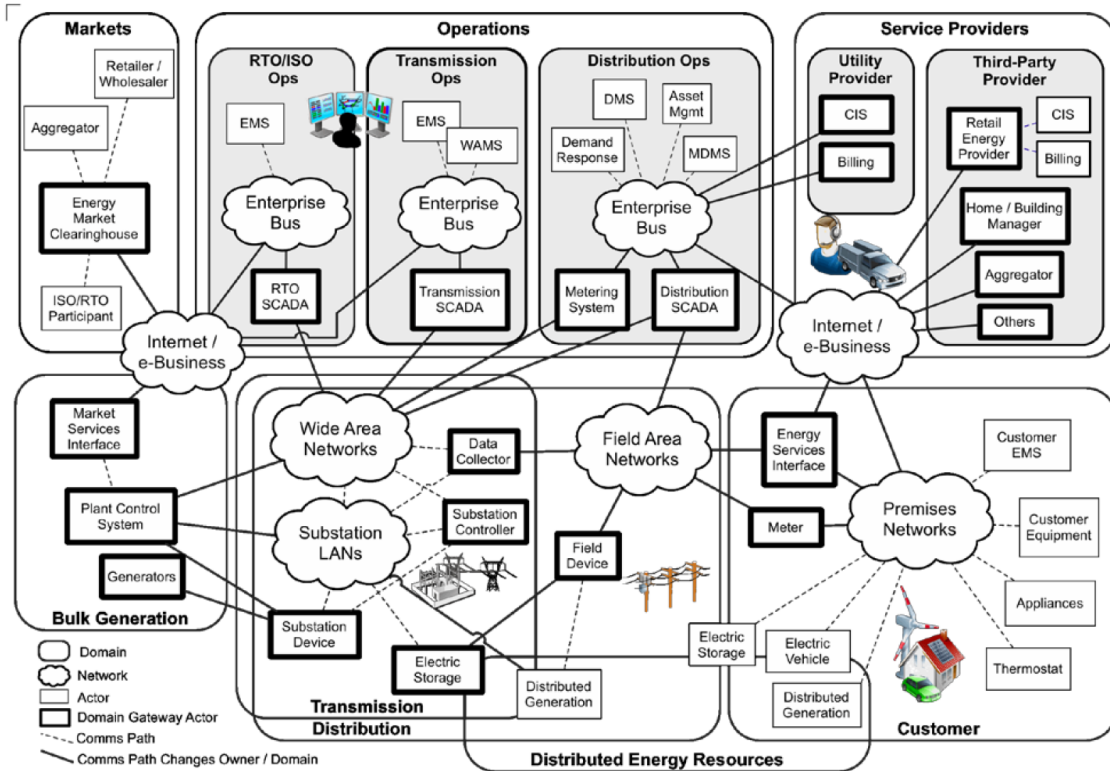 Markets
Retailer /
Wholesaler
Aggregator
Energy
Market
Clearinghouse
ISO/RTO
Participant
Operations
RTO/ISO
Ops
EMS
Enterprise
Bus
RTO
SCADA
Transmission
Ops
EMS
WAMS
Enterprise
Bus
Transmission
SCADA
Distribution Ops
DMS
Asset
Mgmt
Demand
Response
MDMS
Enterprise
Bus
Metering
System
Distribution
SCADA
Service Providers
Utility
Provider
CIS
Billing
Third-Party
Provider
Retail
Energy
Provider
CIS
Billing
Home / Building
Manager
Aggregator
Others
Internet /
e-Business
Internet /
e-Business
Market
Services
Interface
Plant Control
System
Generators
Bulk Generation
Wide Area
Networks
Data
Collector
Substation
LANs
Substation
Controller
Substation
Device
Electric
Storage
Transmission
Distribution
Field Area
Networks
Field
Device
Distributed
Generation
Energy
Services
Interface
Meter
Premises
Networks
Customer
EMS
Customer
Equipment
Appliances
Thermostat
Electric
Storage
Electric
Vehicle
Distributed
Generation
Customer
Distributed Energy Resources
Domain
Network
Actor
Domain Gateway Actor
Comms Path
Comms Path Changes Owner / Domain